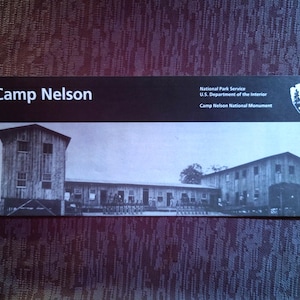 Camp Nelson
National Park Service
U.S. Department of the Interior
Camp Nelson National Monument